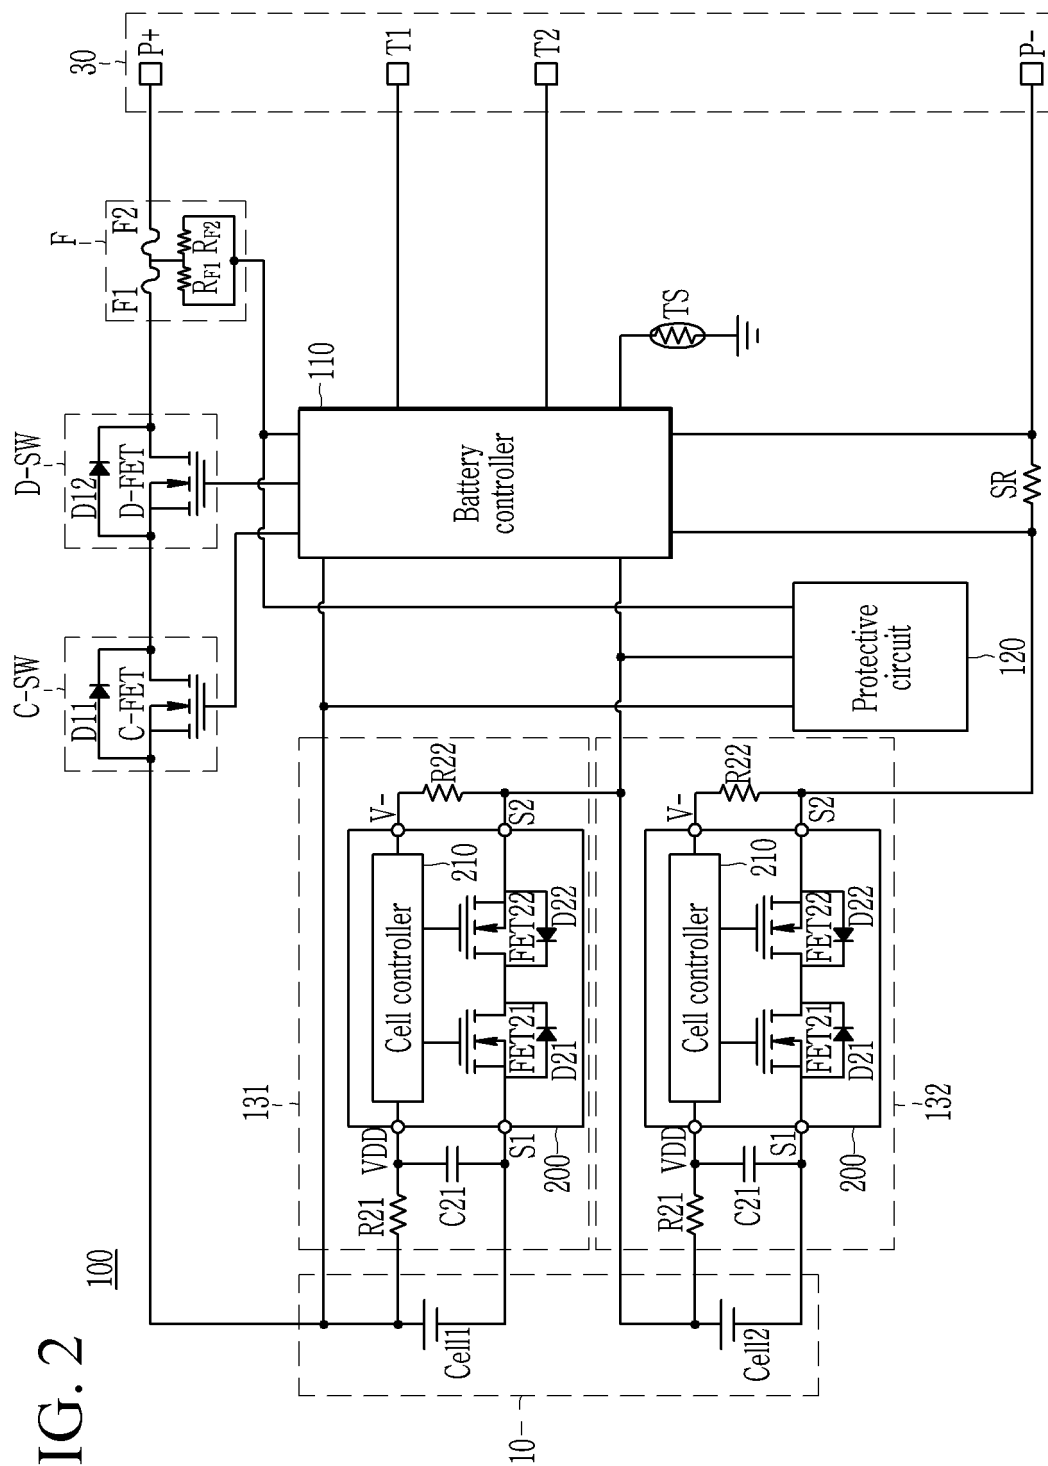 IG. 2
100
C-SW
D11
C-FET
D-SW
D12
D-FET
F
F1
F2
RF1
RF2
30
P+
T1
T2
P-
110
Battery
controller
TS
SR
Protective
circuit
120
131
R21
VDD
C21
S1
200
Cell controller
210
FET21
D21
FET22
D22
V-
R22
S2
132
R21
VDD
C21
S1
200
Cell controller
210
FET21
D21
FET22
D22
V-
R22
S2
Cell1
Cell2
10